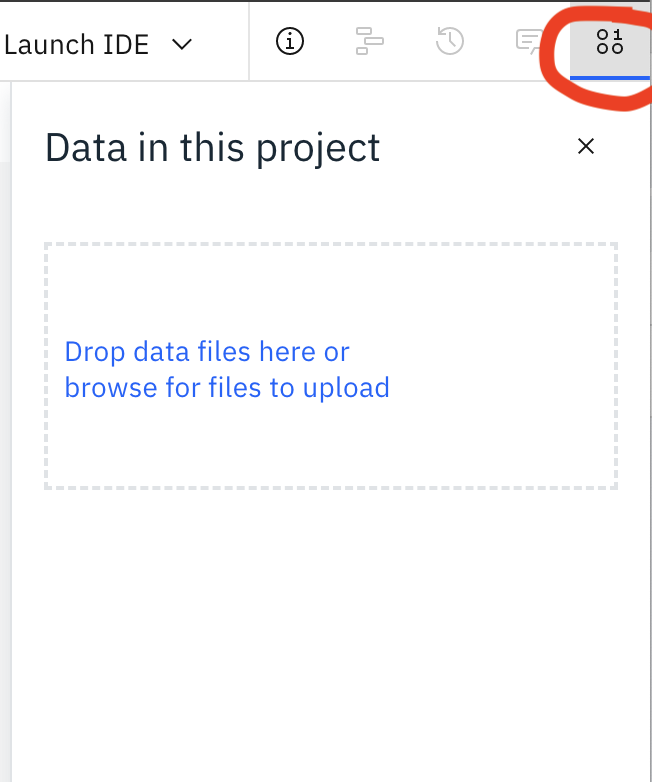 Launch IDE
Data in this project
Drop data files here or
browse for files to upload